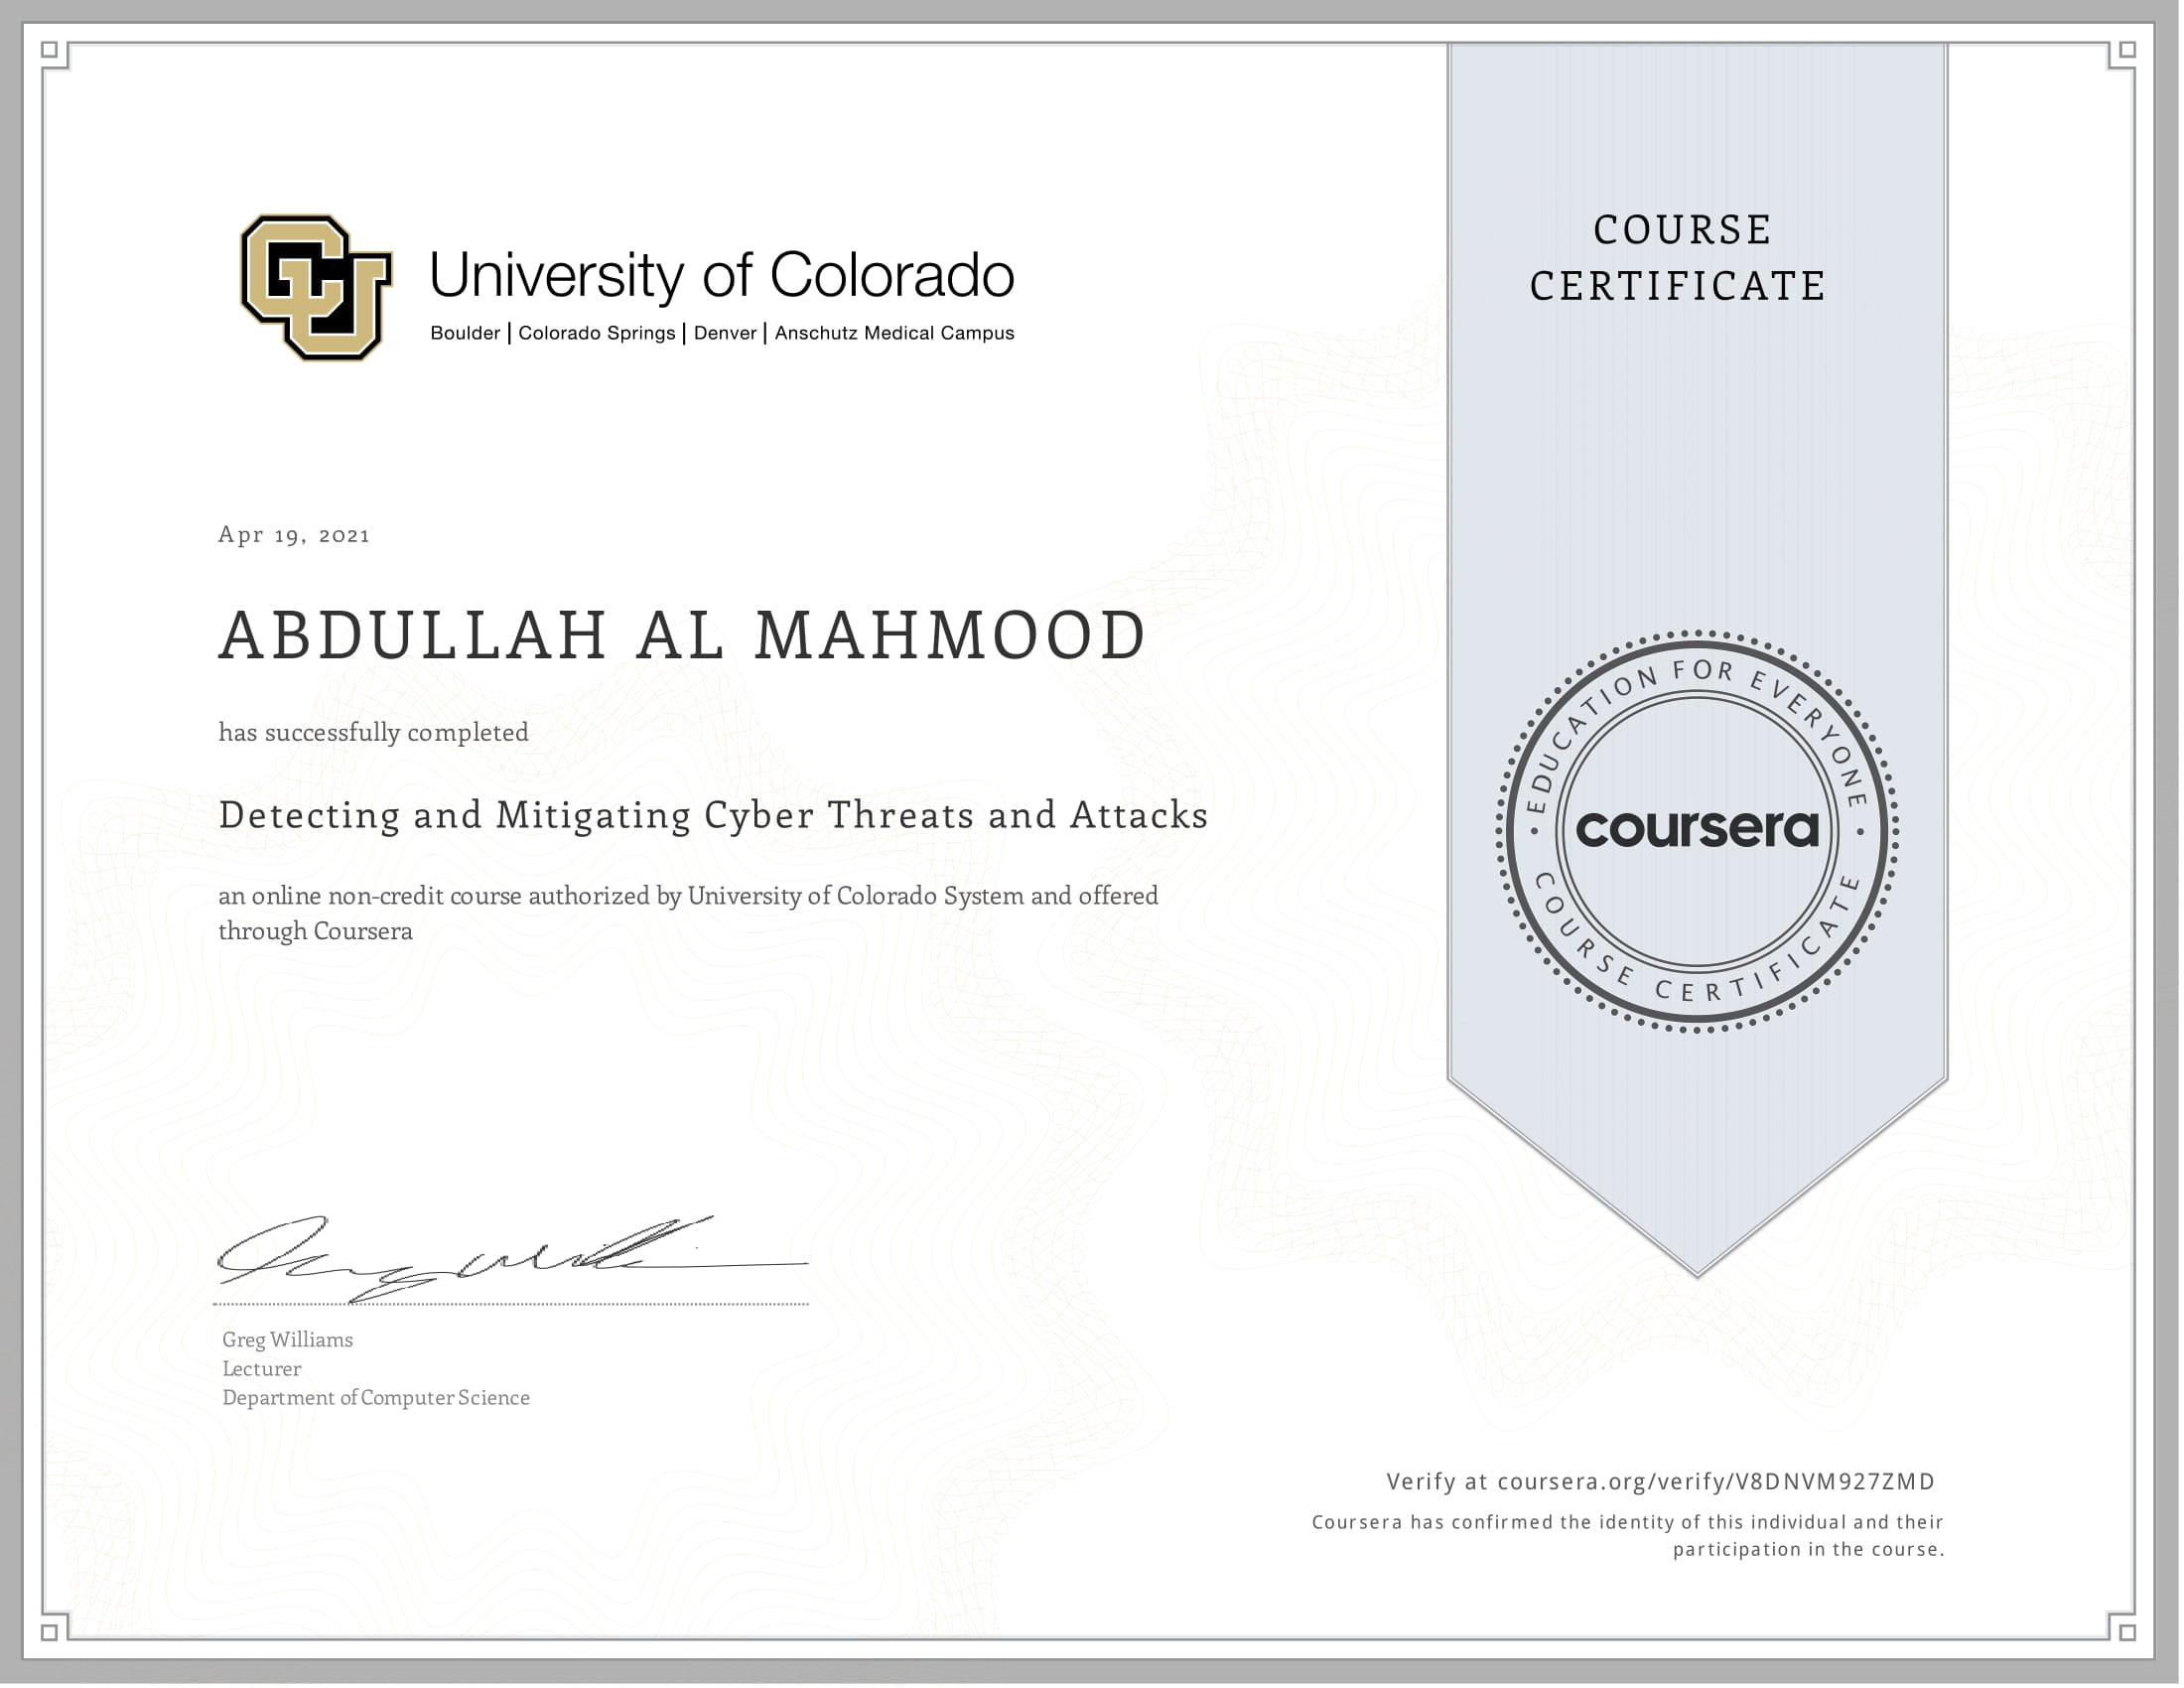 CU
University of Colorado
Boulder | Colorado Springs | Denver | Anschutz Medical Campus
COURSE
CERTIFICATE
Apr 19, 2021
ABDULLAH AL MAHMOOD
has successfully completed
Detecting and Mitigating Cyber Threats and Attacks
an online non-credit course authorized by University of Colorado System and offered
through Coursera
EDUCATION FOR EVERYONE
coursera
COURSE CERTIFICATE
Greg Williams
Lecturer
Department of Computer Science
Verify at coursera.org/verify/V8DNVM927ZMD
Coursera has confirmed the identity of this individual and their
participation in the course.